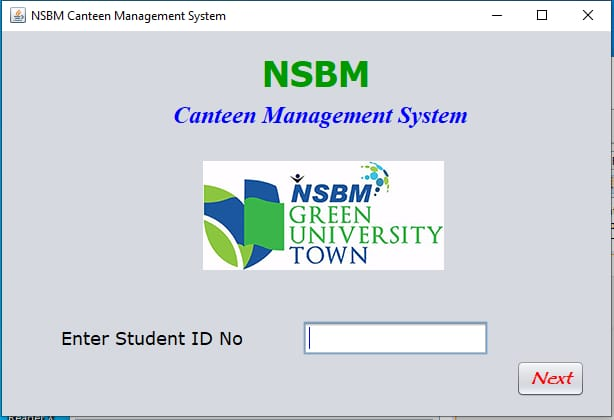 NSBM Canteen Management System
NSBM
Canteen Management System
NSBM
GREEN
UNIVERSITY
TOWN
Enter Student ID No
Next